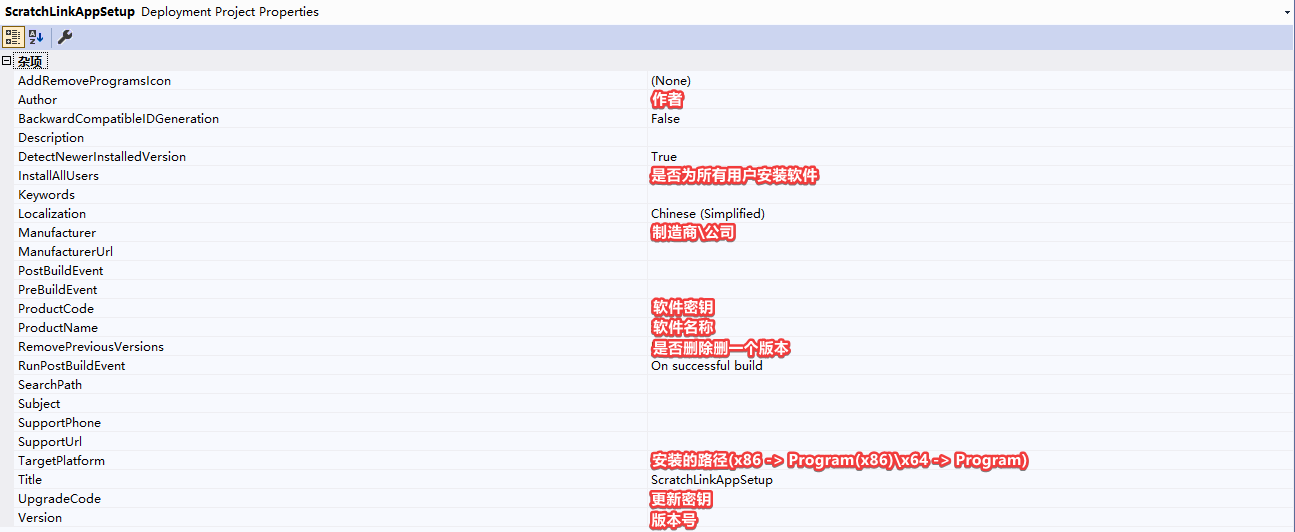 ScratchLinkAppSetup Deployment Project Properties
杂项
AddRemoveProgramsIcon (None)
Author 作者
BackwardCompatibleIDGeneration False
Description
DetectNewerInstalledVersion True
InstallAllUsers 是否为所有用户安装软件
Keywords
Localization Chinese (Simplified)
Manufacturer 制造商\公司
ManufacturerUrl
PostBuildEvent
PreBuildEvent
ProductCode 软件密钥
ProductName 软件名称
RemovePreviousVersions 是否删除删一个版本
RunPostBuildEvent On successful build
SearchPath
Subject
SupportPhone
SupportUrl
TargetPlatform 安装的路径(x86 -> Program(x86)\x64 -> Program)
Title ScratchLinkAppSetup
UpgradeCode 更新密钥
Version 版本号